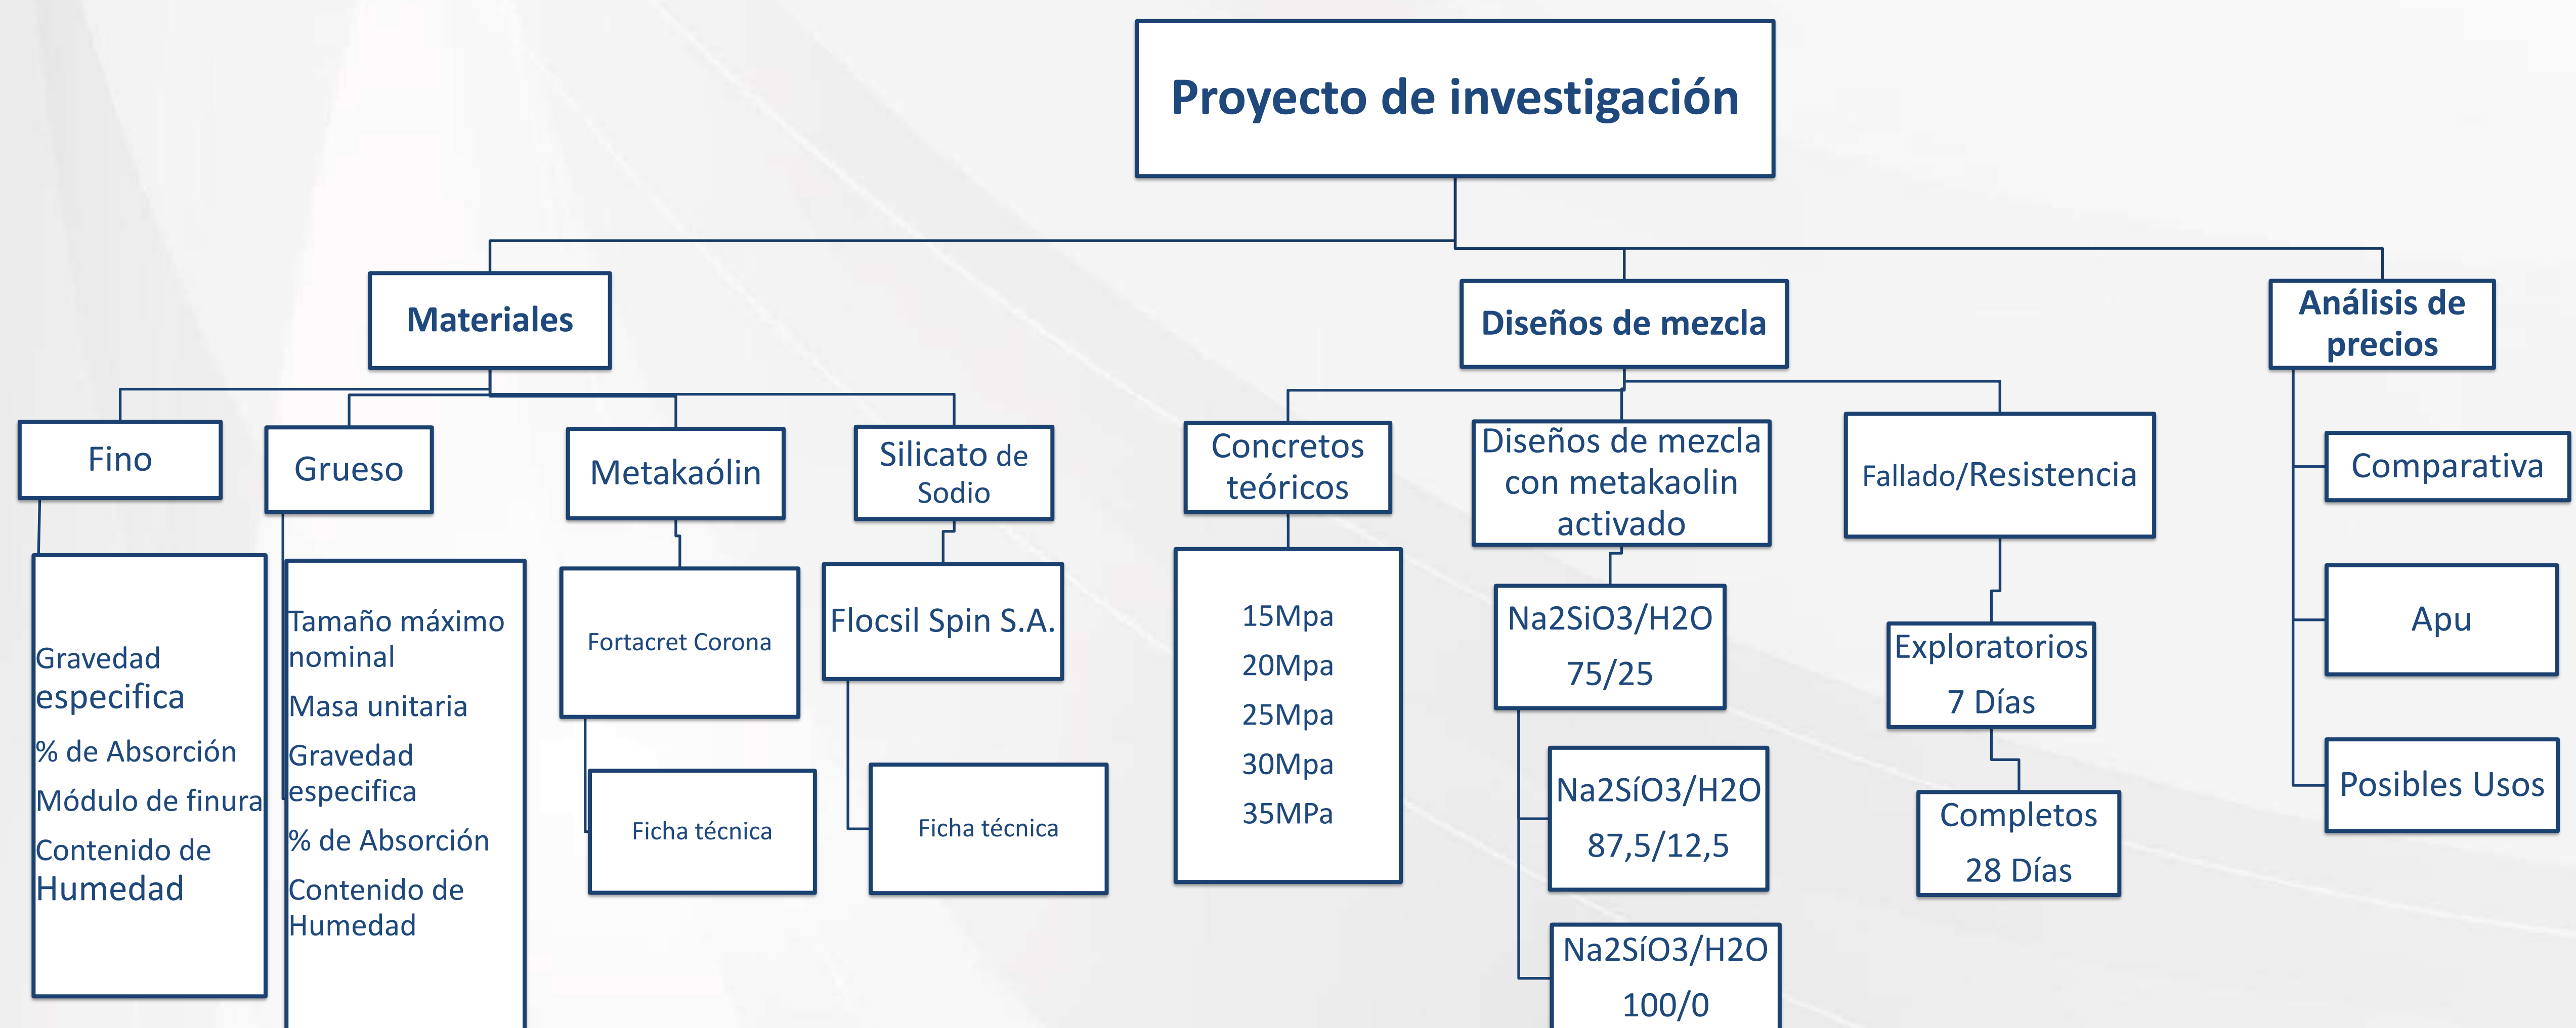 Proyecto de investigación
Materiales
Diseños de mezcla
Análisis de
precios
Fino
Grueso
Metakaólin
Silicato de
Sodio
Concretos
teóricos
Diseños de mezcla
con metakaolin
activado
Fallado/Resistencia
Comparativa
Gravedad
especifica
% de Absorción
Módulo de finura
Contenido de
Humedad
Tamaño máximo
nominal
Masa unitaria
Gravedad
especifica
% de Absorción
Contenido de
Humedad
Fortacret Corona
Ficha técnica
Flocsil Spin S.A.
Ficha técnica
15Mpa
20Mpa
25Mpa
30Mpa
35MPa
Na2SiO3/H2O
75/25
Na2SíO3/H2O
87,5/12,5
Na2SíO3/H2O
100/0
Exploratorios
7 Días
Completos
28 Días
Apu
Posibles Usos